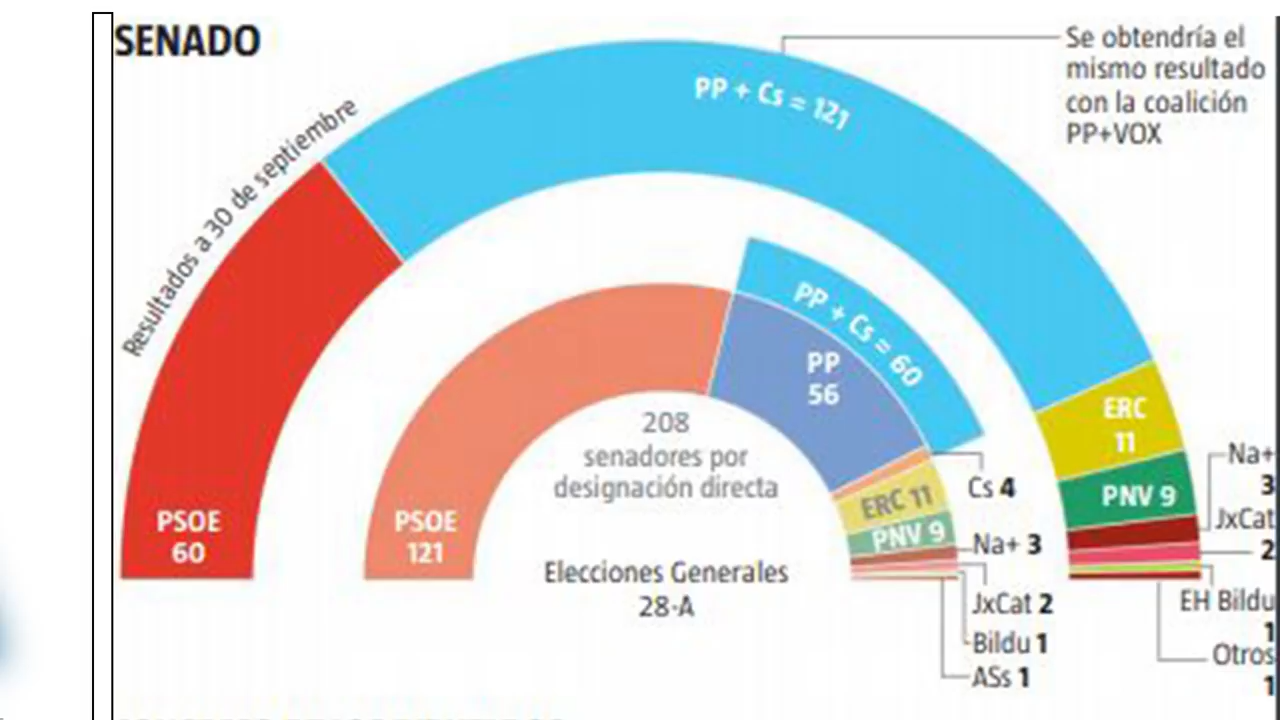 SENADO
Se obtendría el
mismo resultado
con la coalición
PP+VOX
Resultados a 30 de septiembre
PP + Cs = 121
PP + Cs = 60
PP
56
ERC
11
208
senadores por
designación directa
Na+
3
Cs 4
ERC 11
PNV 9
PSOE
60
PSOE
121
PNV 9
JxCat
2
Na+ 3
Elecciones Generales
28-A
JxCat 2
EH Bildu
1
Bildu 1
Otros
1
ASs 1